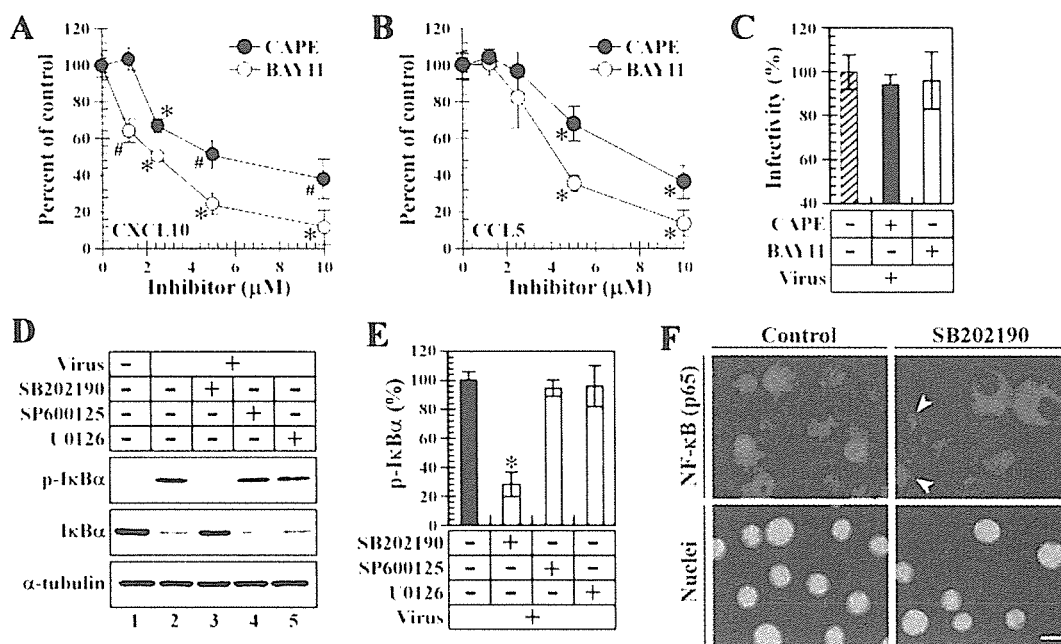 A
Percent of control
120
100
80
60
40
20
0
CAPE
BAY11
#
*
*
#
*
#
*
CXCL10
0 2 4 6 8 10
Inhibitor (μM)
B
Percent of control
120
100
80
60
40
20
0
CAPE
BAY11
*
*
*
*
CCL5
0 2 4 6 8 10
Inhibitor (μM)
C
Infectivity (%)
120
100
80
60
40
CAPE - + -
BAY11 - - +
Virus +
D
Virus - +
SB202190 - - + - -
SP600125 - - - + -
U0126 - - - - +
p-IκBα
IκBα
α-tubulin
1 2 3 4 5
E
p-IκBα (%)
120
100
80
60
40
20
0
*
SB202190 - + - -
SP600125 - - + -
U0126 - - - +
Virus +
F
Control SB202190
NF-κB (p65)
Nuclei